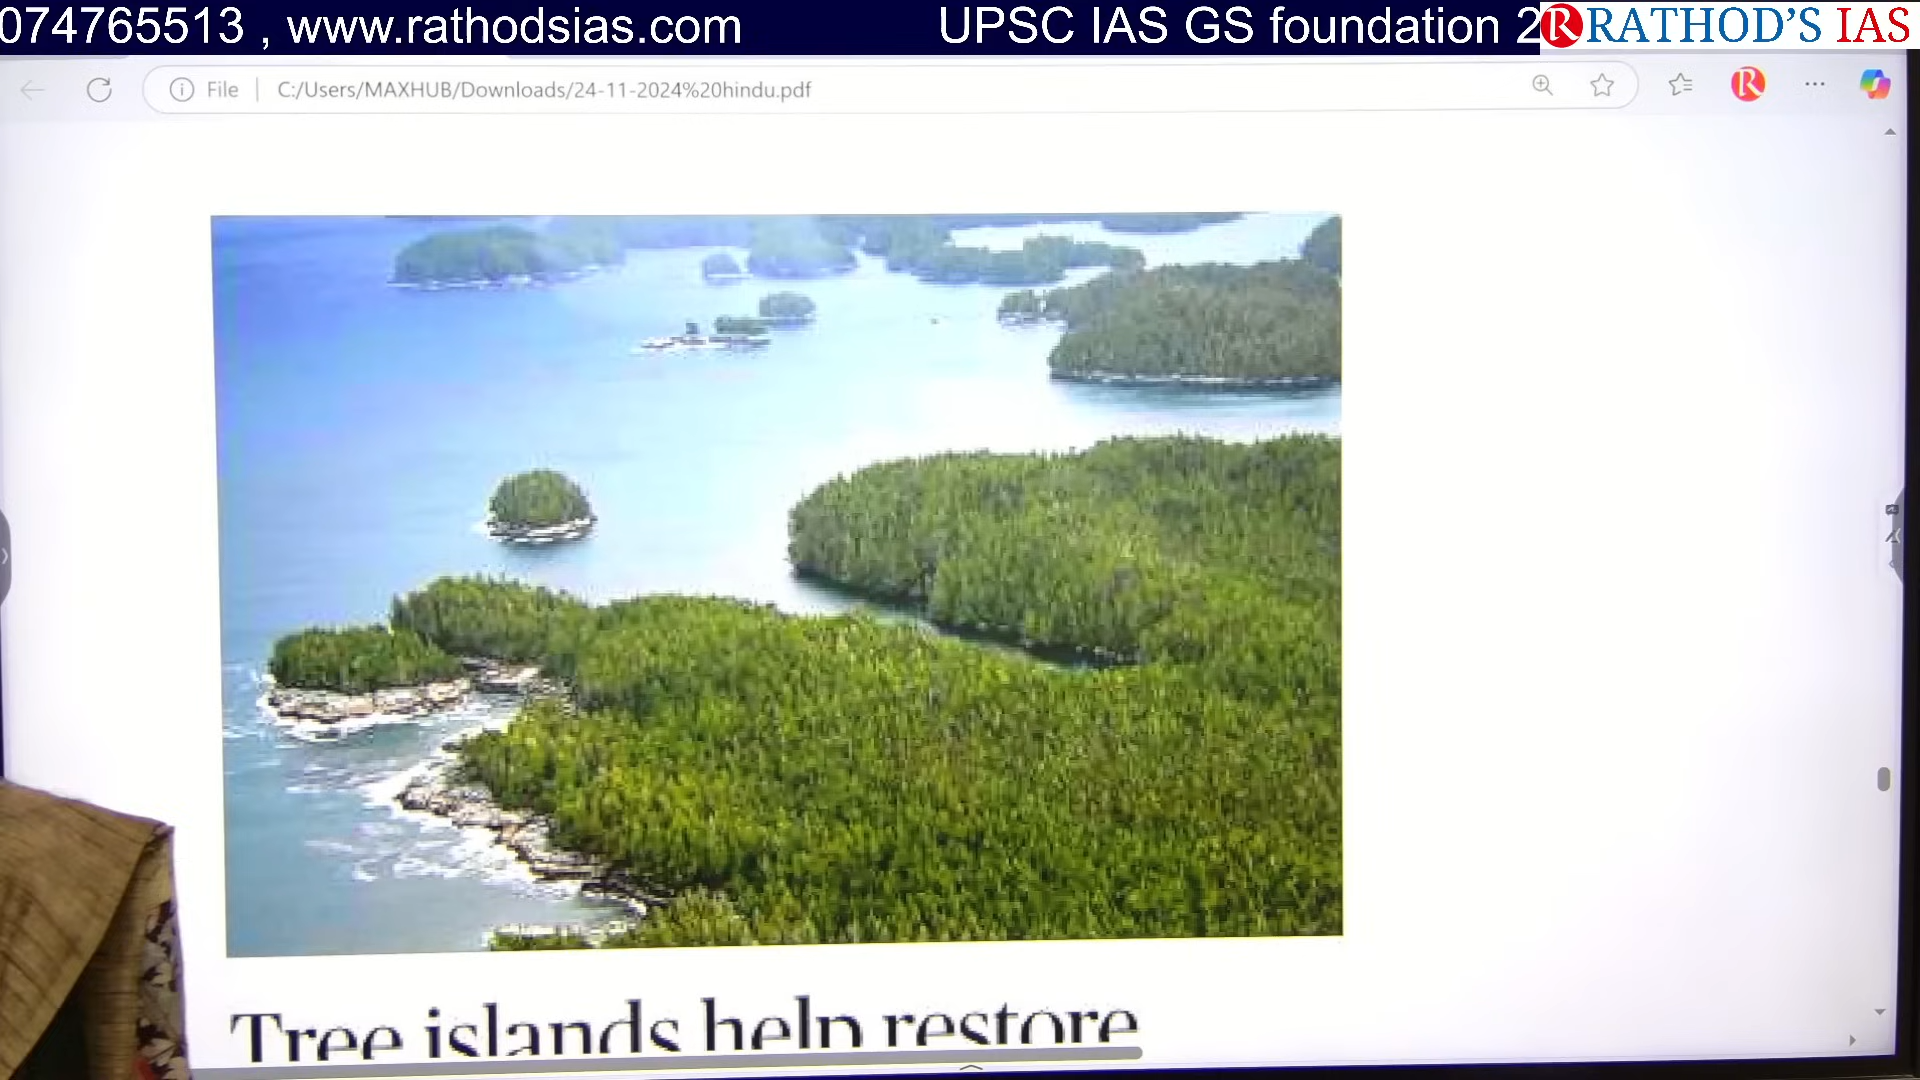 074765513 , www.rathodsias.com
UPSC IAS GS foundation 2
R RATHOD'S IAS
File
C:/Users/MAXHUB/Downloads/24-11-2024%20hindu.pdf
R
Tree islands help restore